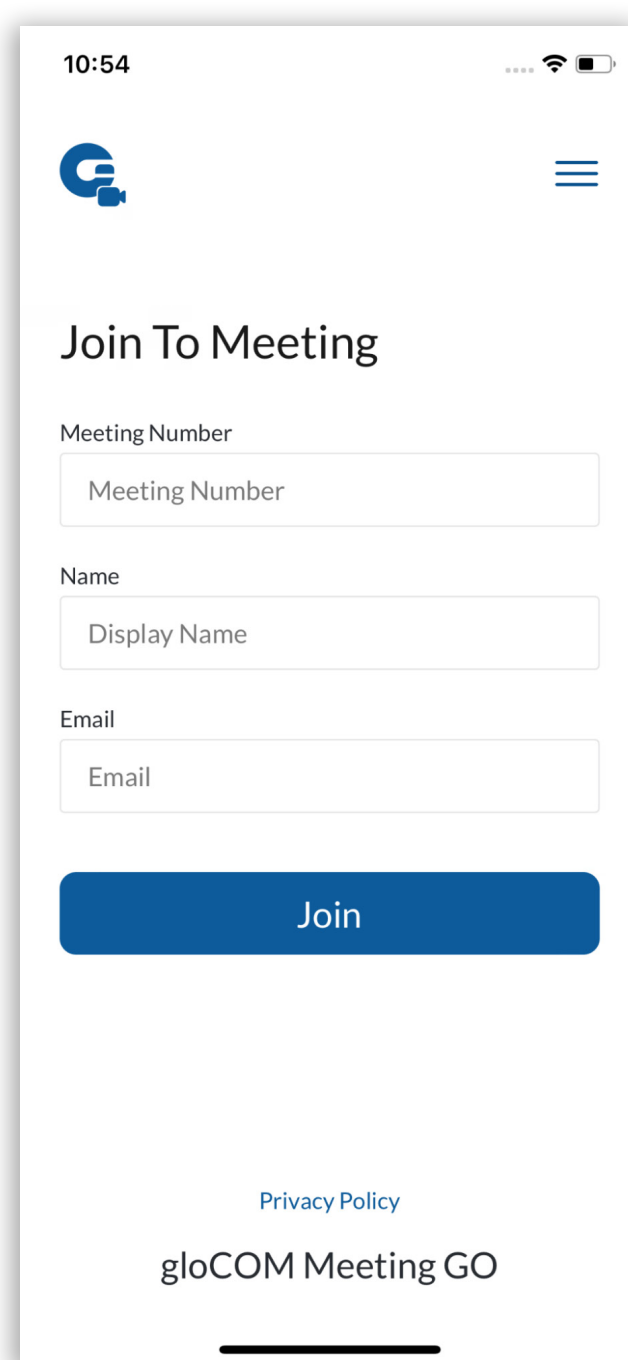 10:54
Join To Meeting
Meeting Number
Meeting Number
Name
Display Name
Email
Email
Join
Privacy Policy
gloCOM Meeting GO